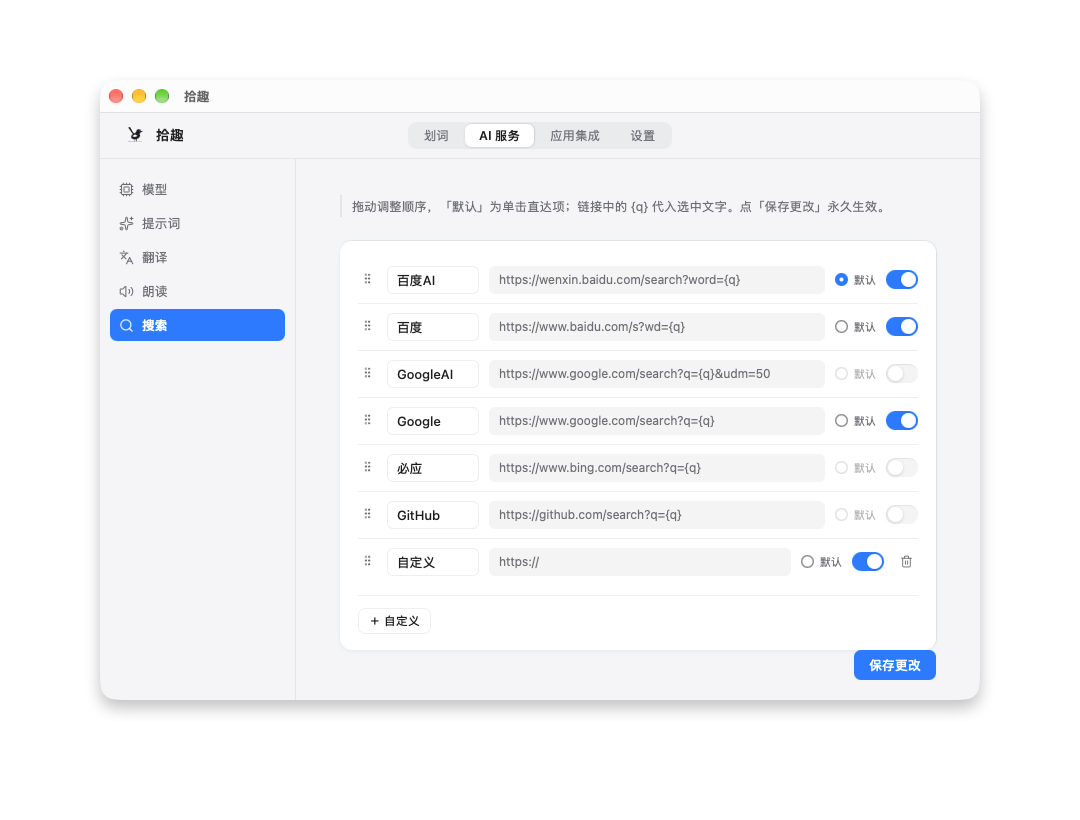 拾趣
拾趣
划词 AI 服务 应用集成 设置
模型
提示词
翻译
朗读
搜索
拖动调整顺序，「默认」为单击直达项；链接中的 {q} 代入选中文字。点「保存更改」永久生效。
百度AI https://wenxin.baidu.com/search?word={q} 默认
百度 https://www.baidu.com/s?wd={q} 默认
GoogleAI https://www.google.com/search?q={q}&udm=50 默认
Google https://www.google.com/search?q={q} 默认
必应 https://www.bing.com/search?q={q} 默认
GitHub https://github.com/search?q={q} 默认
自定义 https:// 默认
+ 自定义
保存更改